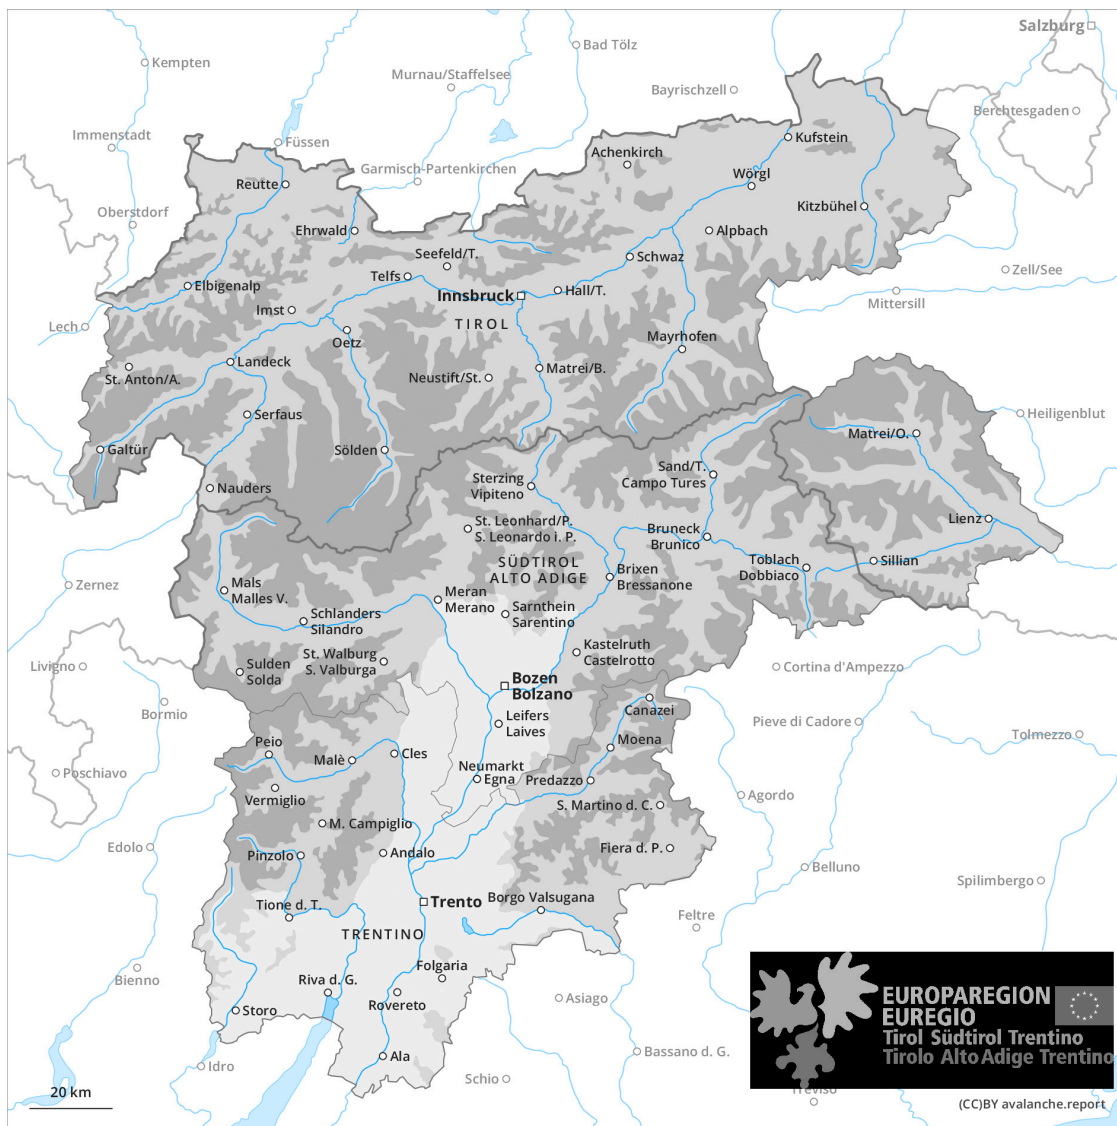 Salzburg
Bad Tölz
Kempten
Murnau/Staffelsee
Bayrischzell
Berchtesgaden
Immenstadt
Füssen
Kufstein
Achenkirch
Garmisch-Partenkirchen
Wörgl
Reutte
Kitzbühel
Oberstdorf
Ehrwald
Alpbach
Seefeld/T.
Schwaz
Zell/See
Telfs
Elbigenalp
Hall/T.
Innsbruck
Mittersill
Imst
TIROL
Lech
Oetz
Mayrhofen
Landeck
Matrei/B.
St. Anton/A.
Neustift/St.
Serfaus
Heiligenblut
Matrei/O.
Galtür
Sölden
Sand/T.
Campo Tures
Sterzing
Vipiteno
Nauders
Lienz
St. Leonhard/P.
S. Leonardo i. P.
Bruneck
Brunico
SÜDTIROL
ALTO ADIGE
Toblach
Dobbiaco
Sillian
Brixen
Bressanone
Zernez
Mals
Malles V.
Meran
Merano
Sarnthein
Sarentino
Schlanders
Silandro
Kastelruth
Castelrotto
St. Walburg
S. Valburga
Livigno
Sulden
Solda
Cortina d'Ampezzo
Bozen
Bolzano
Canazei
Bormio
Leifers
Laives
Pieve di Cadore
Tolmezzo
Moena
Peio
Cles
Malè
Poschiavo
Neumarkt
Egna
Predazzo
Vermiglio
Agordo
S. Martino d. C.
M. Campiglio
Edolo
Fiera d. P.
Pinzolo
Andalo
Belluno
Spilimbergo
Trento
Borgo Valsugana
Tione d. T.
Feltre
TRENTINO
Folgaria
Bienno
Riva d. G.
Rovereto
Asiago
Storo
EUROPAREGION
EUREGIO
Tirol Südtirol Trentino
Tirolo Alto Adige Trentino
Ala
Bassano d. G.
Idro
Schio
Treviso
20 km
(CC)BY avalanche.report